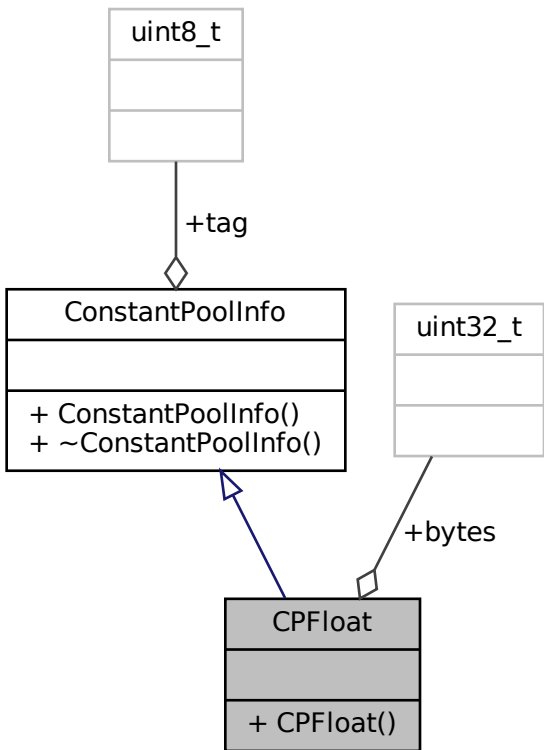 uint8_t
+tag
ConstantPoolInfo
+ ConstantPoolInfo()
+ ~ConstantPoolInfo()
uint32_t
+bytes
CPFloat
+ CPFloat()